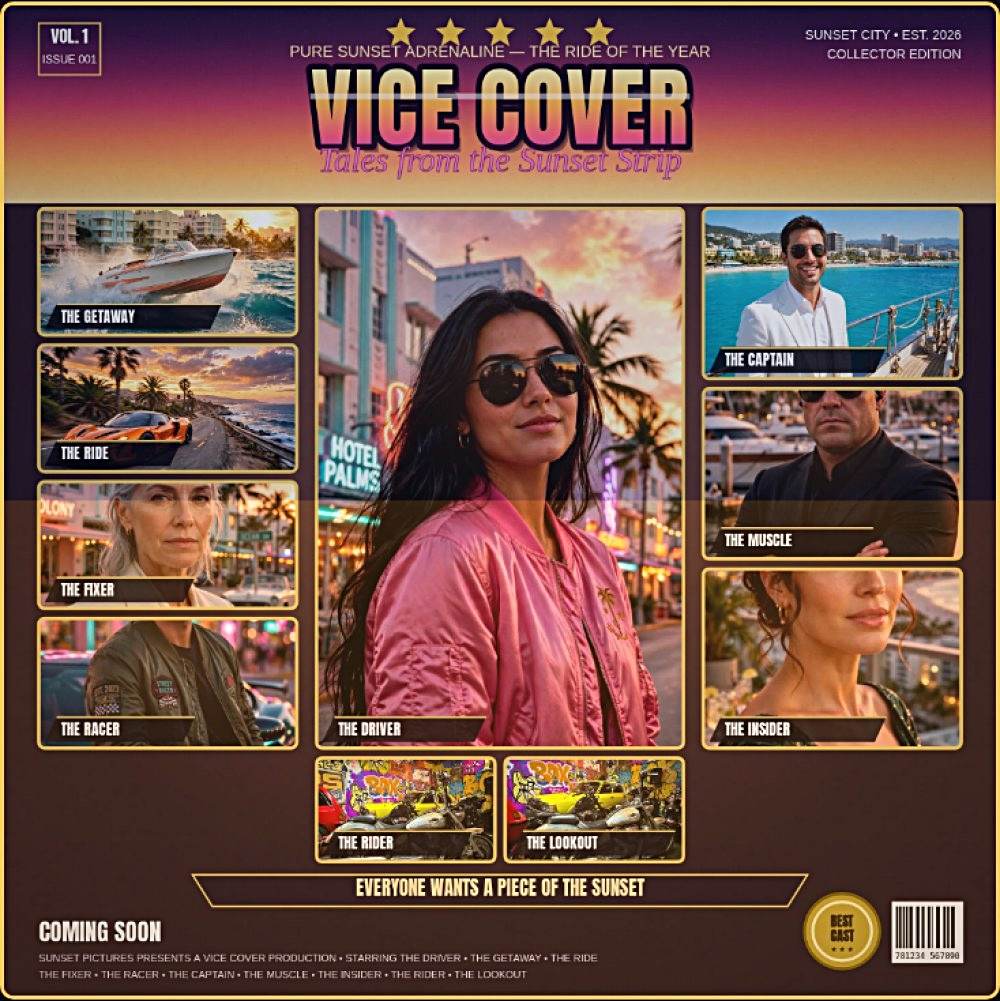 VOL. 1
ISSUE 001
PURE SUNSET ADRENALINE — THE RIDE OF THE YEAR
SUNSET CITY • EST. 2026
COLLECTOR EDITION
VICE COVER
Tales from the Sunset Strip
THE GETAWAY
THE RIDE
COLONY
OCEAN DR
THE FIXER
THE RACER
HOTEL
PALMS
THE DRIVER
THE CAPTAIN
THE MUSCLE
THE INSIDER
THE RIDER
THE LOOKOUT
EVERYONE WANTS A PIECE OF THE SUNSET
COMING SOON
SUNSET PICTURES PRESENTS A VICE COVER PRODUCTION • STARRING THE DRIVER • THE GETAWAY • THE RIDE
THE FIXER • THE RACER • THE CAPTAIN • THE MUSCLE • THE INSIDER • THE RIDER • THE LOOKOUT
BEST
CAST
781234 567890